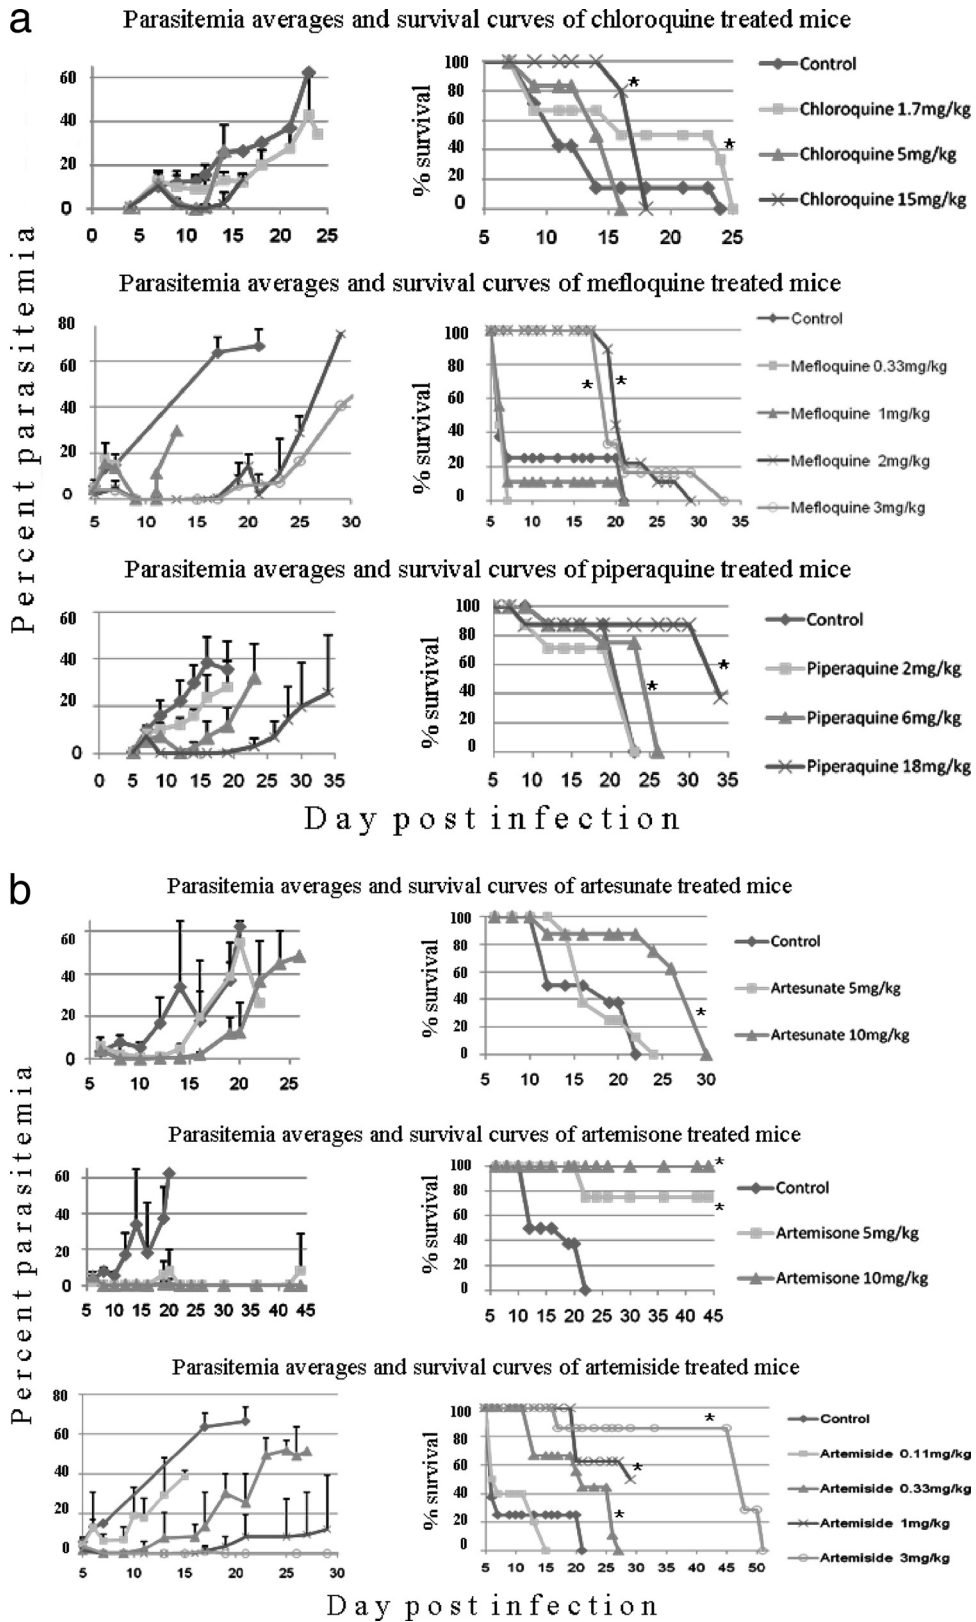 a
Parasitemia averages and survival curves of chloroquine treated mice
Percent parasitemia
60
40
20
0
0 5 10 15 20 25
% survival
100
80
60
40
20
0
5 10 15 20 25
*
*
Control
Chloroquine 1.7mg/kg
Chloroquine 5mg/kg
Chloroquine 15mg/kg
Parasitemia averages and survival curves of mefloquine treated mice
80
60
40
20
0
5 10 15 20 25 30
% survival
100
80
60
40
20
0
5 10 15 20 25 30 35
* *
Control
Mefloquine 0.33mg/kg
Mefloquine 1mg/kg
Mefloquine 2mg/kg
Mefloquine 3mg/kg
Parasitemia averages and survival curves of piperaquine treated mice
60
40
20
0
0 5 10 15 20 25 30 35
% survival
100
80
60
40
20
0
5 10 15 20 25 30 35
*
*
Control
Piperaquine 2mg/kg
Piperaquine 6mg/kg
Piperaquine 18mg/kg
Day post infection
b
Parasitemia averages and survival curves of artesunate treated mice
Percent parasitemia
60
40
20
0
5 10 15 20 25
% survival
100
80
60
40
20
0
5 10 15 20 25 30
*
Control
Artesunate 5mg/kg
Artesunate 10mg/kg
Parasitemia averages and survival curves of artemisone treated mice
60
40
20
0
5 10 15 20 25 30 35 40 45
% survival
100
80
60
40
20
0
5 10 15 20 25 30 35 40 45
*
*
Control
Artemisone 5mg/kg
Artemisone 10mg/kg
Parasitemia averages and survival curves of artemiside treated mice
80
60
40
20
0
5 10 15 20 25 30
% survival
100
80
60
40
20
0
5 10 15 20 25 30 35 40 45 50
*
*
*
Control
Artemiside 0.11mg/kg
Artemiside 0.33mg/kg
Artemiside 1mg/kg
Artemiside 3mg/kg
Day post infection